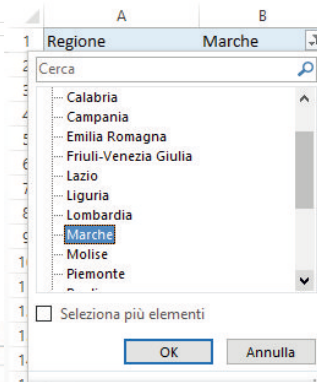 A B
1 Regione Marche
2 Cerca
Calabria
Campania
Emilia Romagna
Friuli-Venezia Giulia
Lazio
Liguria
Lombardia
Marche
Molise
Piemonte
Seleziona più elementi
OK Annulla